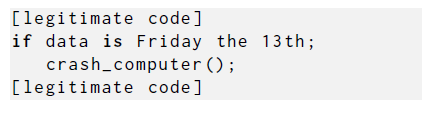 [legitimate code]
if data is Friday the 13th;
crash_computer();
[legitimate code]